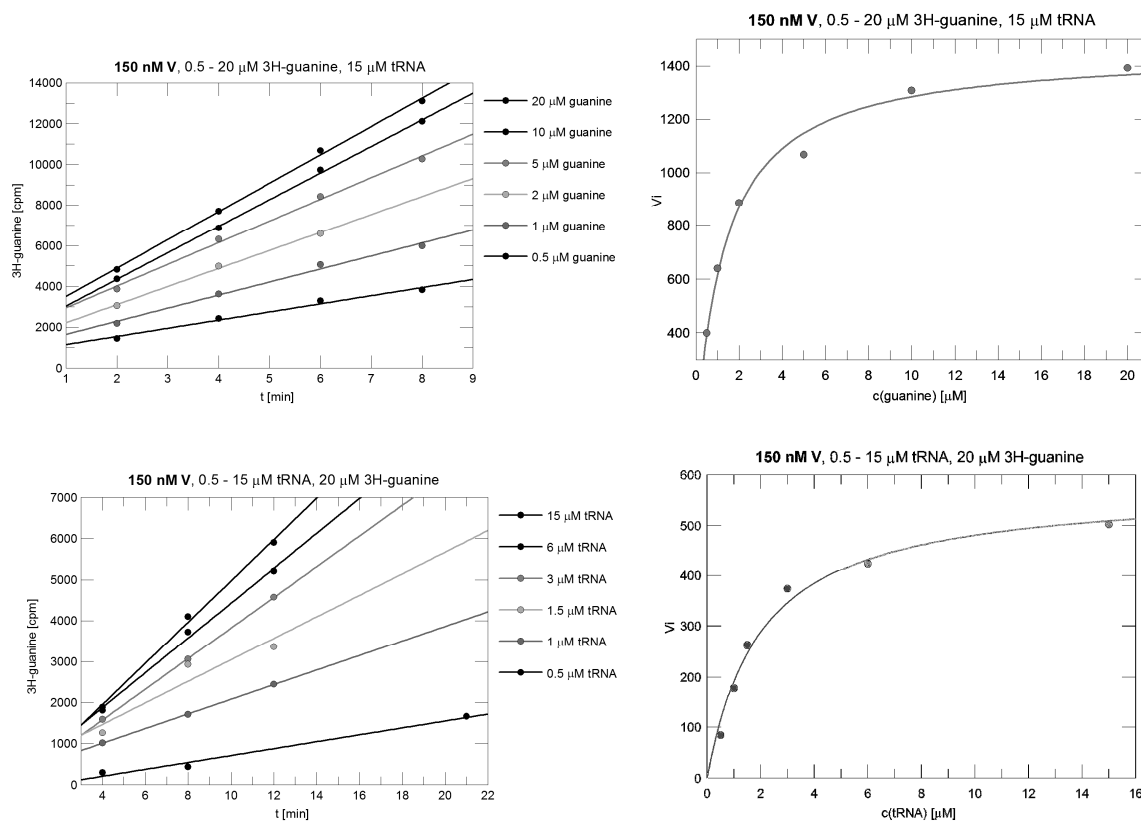 150 nM V, 0.5 - 20 μM 3H-guanine, 15 μM tRNA
14000
12000
10000
8000
6000
4000
2000
0
3H-guanine [cpm]
1 2 3 4 5 6 7 8 9
t [min]
20 μM guanine
10 μM guanine
5 μM guanine
2 μM guanine
1 μM guanine
0.5 μM guanine
150 nM V, 0.5 - 20 μM 3H-guanine, 15 μM tRNA
1400
1200
1000
800
600
400
Vi
0 2 4 6 8 10 12 14 16 18 20
c(guanine) [μM]
150 nM V, 0.5 - 15 μM tRNA, 20 μM 3H-guanine
7000
6000
5000
4000
3000
2000
1000
0
3H-guanine [cpm]
4 6 8 10 12 14 16 18 20 22
t [min]
15 μM tRNA
6 μM tRNA
3 μM tRNA
1.5 μM tRNA
1 μM tRNA
0.5 μM tRNA
150 nM V, 0.5 - 15 μM tRNA, 20 μM 3H-guanine
600
500
400
300
200
100
0
Vi
0 2 4 6 8 10 12 14 16
c(tRNA) [μM]